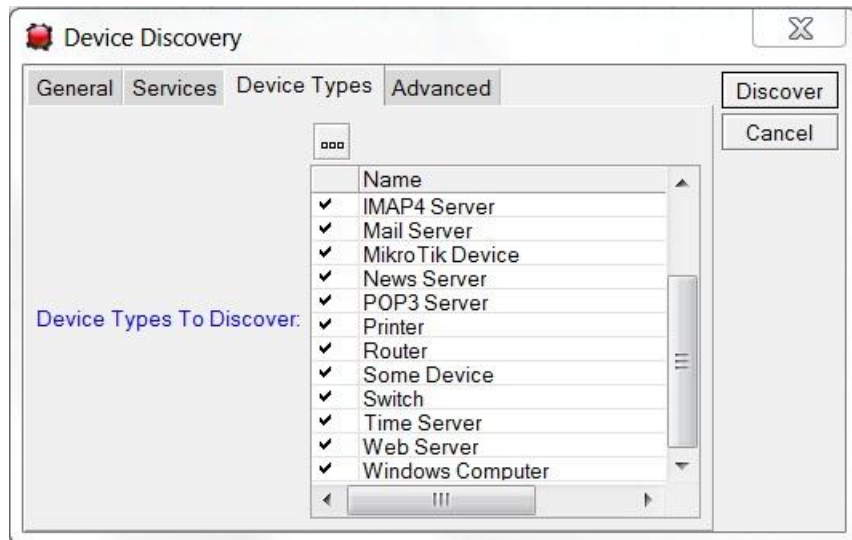 Device Discovery
General Services Device Types Advanced
Discover
Cancel
Device Types To Discover:
Name
IMAP4 Server
Mail Server
MikroTik Device
News Server
POP3 Server
Printer
Router
Some Device
Switch
Time Server
Web Server
Windows Computer